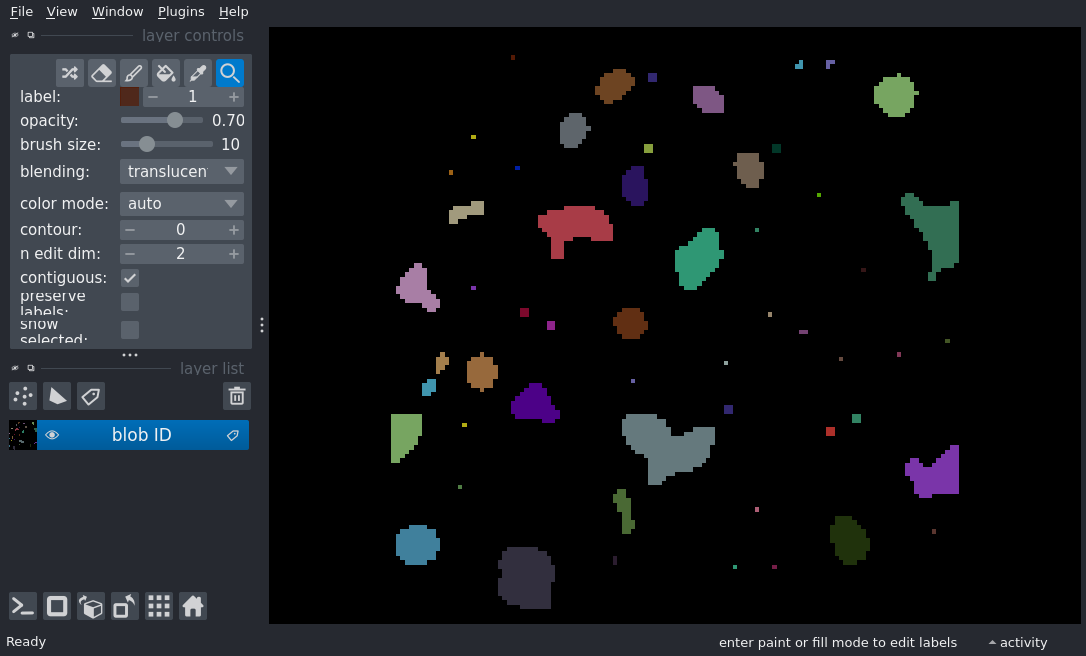 File View Window Plugins Help
layer controls
label: 1
opacity: 0.70
brush size: 10
blending: translucen
color mode: auto
contour: 0
n edit dim: 2
contiguous:
preserve
labels:
show
selected:
layer list
blob ID
Ready
enter paint or fill mode to edit labels
activity